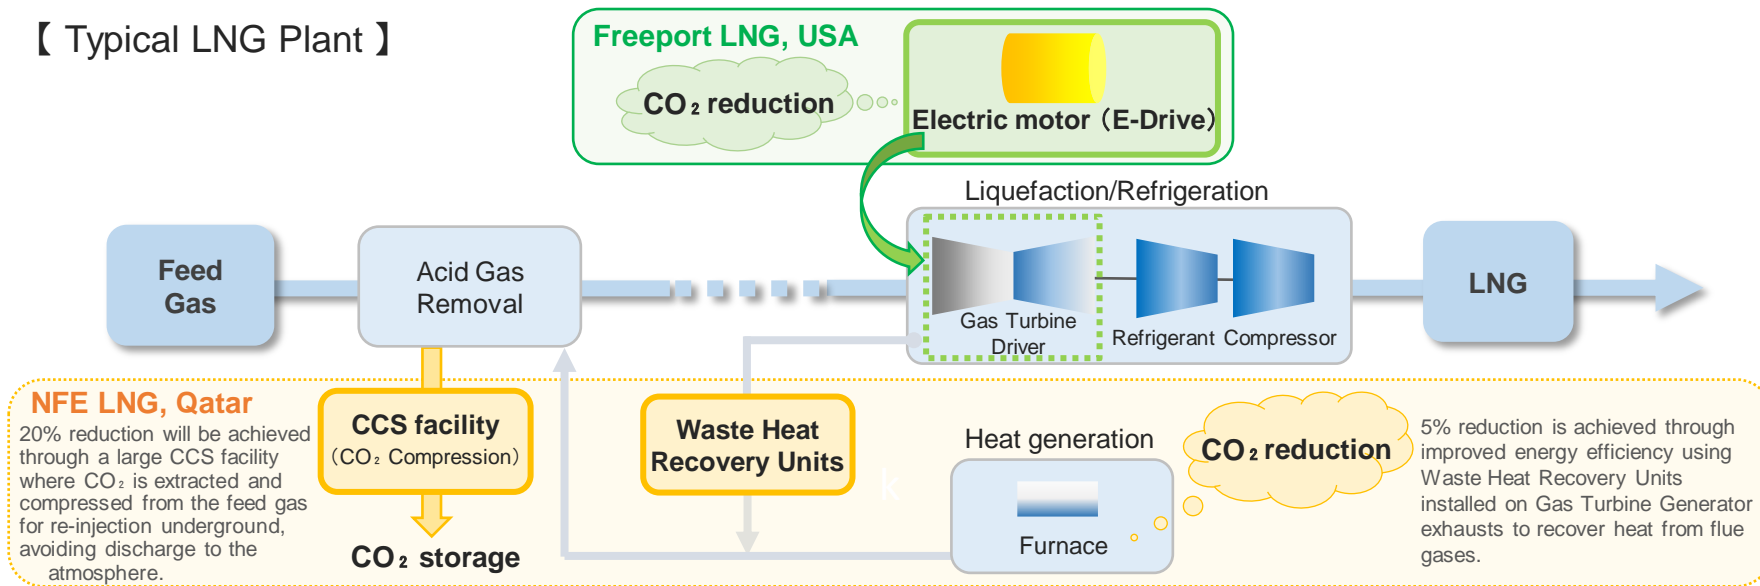 【 Typical LNG Plant 】
Freeport LNG, USA
CO₂ reduction
Electric motor（E-Drive）
Liquefaction/Refrigeration
Feed
Gas
Acid Gas
Removal
Gas Turbine
Driver
Refrigerant Compressor
LNG
NFE LNG, Qatar
20% reduction will be achieved
through a large CCS facility
where CO₂ is extracted and
compressed from the feed gas
for re-injection underground,
avoiding discharge to the
atmosphere.
CCS facility
（CO₂ Compression）
CO₂ storage
Waste Heat
Recovery Units
k
Heat generation
Furnace
CO₂ reduction
5% reduction is achieved through
improved energy efficiency using
Waste Heat Recovery Units
installed on Gas Turbine Generator
exhausts to recover heat from flue
gases.